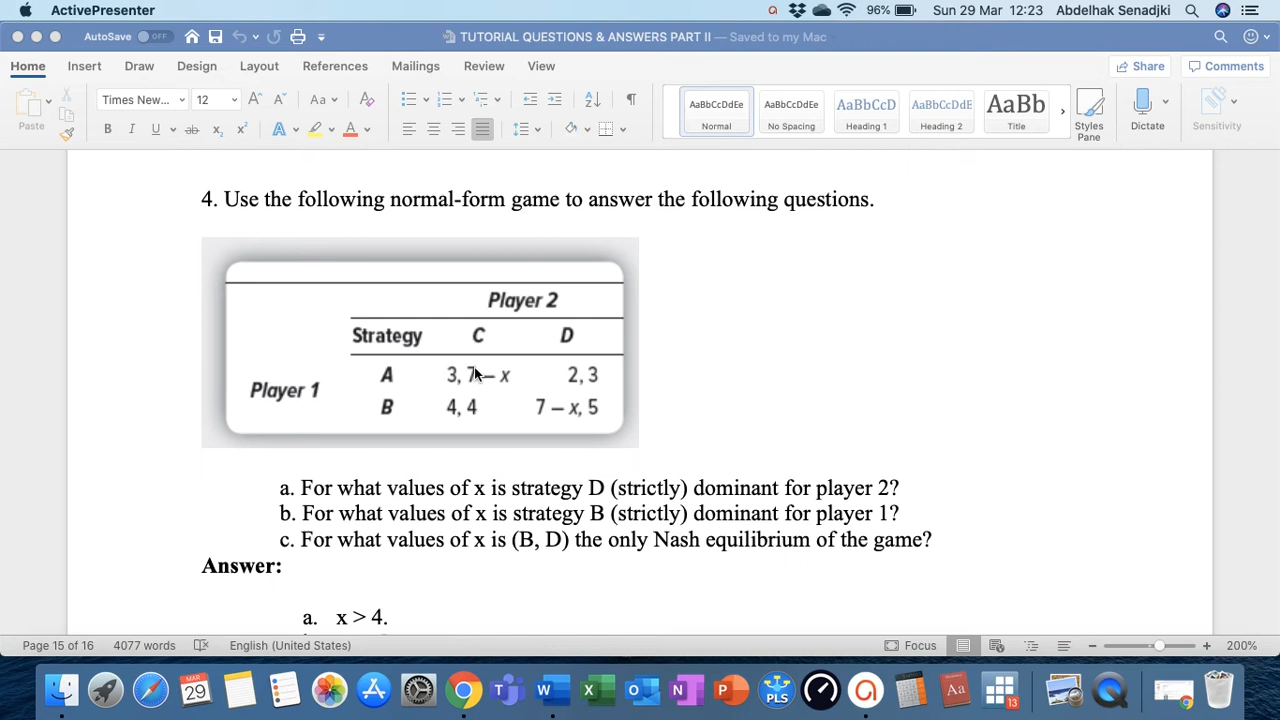 ActivePresenter
96%
Sun 29 Mar 12:23
Abdelhak Senadjki
AutoSave OFF
TUTORIAL QUESTIONS & ANSWERS PART II — Saved to my Mac
Home Insert Draw Design Layout References Mailings Review View
Share Comments
Paste
Times New... 12
AaBbCcDdEe AaBbCcDdEe AaBbCcD AaBbCcDdE AaBb
Normal No Spacing Heading 1 Heading 2 Title
Styles Pane
Dictate
Sensitivity
4. Use the following normal-form game to answer the following questions.
Player 2
Strategy C D
Player 1
A 3, 7 – x 2, 3
B 4, 4 7 – x, 5
a. For what values of x is strategy D (strictly) dominant for player 2?
b. For what values of x is strategy B (strictly) dominant for player 1?
c. For what values of x is (B, D) the only Nash equilibrium of the game?
Answer:
a. x > 4.
Page 15 of 16 4077 words English (United States) Focus 200%
MAR
29
PLS
13